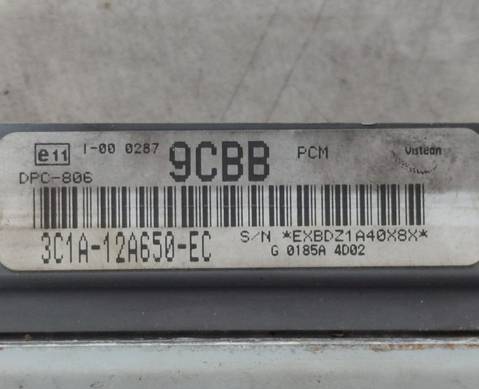 e11 I-00 0287 9CBB PCM Visteon
DPC-806
3C1A-12A650-EC S/N *EXBDZ1A40X8X*
G 0185A 4D02